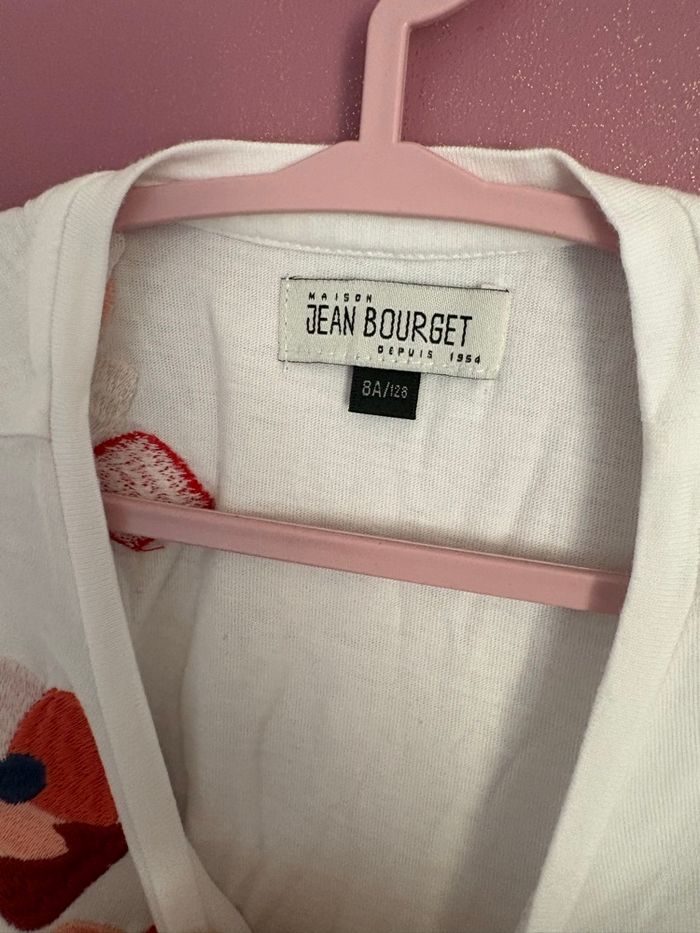 MAISON
JEAN BOURGET
DEPUIS 1954
8A/128